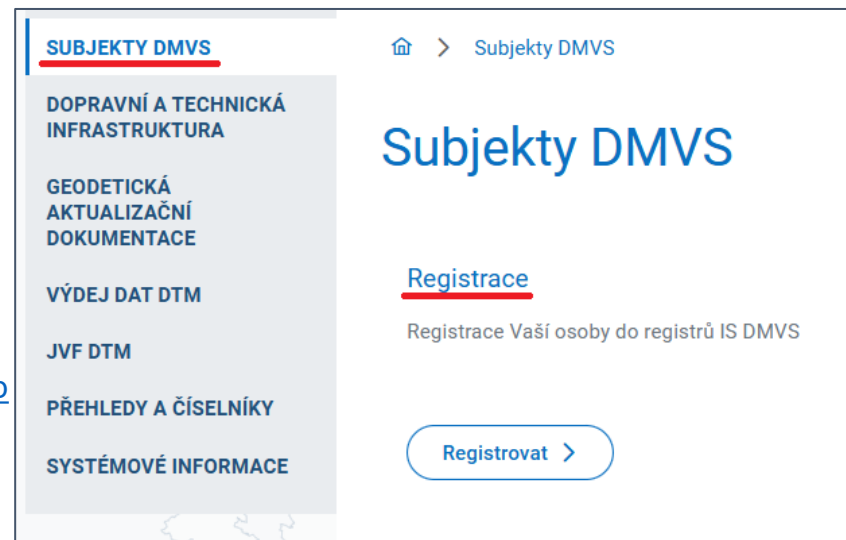 SUBJEKTY DMVS
DOPRAVNÍ A TECHNICKÁ
INFRASTRUKTURA
GEODETICKÁ
AKTUALIZAČNÍ
DOKUMENTACE
VÝDEJ DAT DTM
JVF DTM
PŘEHLEDY A ČÍSELNÍKY
SYSTÉMOVÉ INFORMACE
Subjekty DMVS
Subjekty DMVS
Registrace
Registrace Vaší osoby do registrů IS DMVS
Registrovat